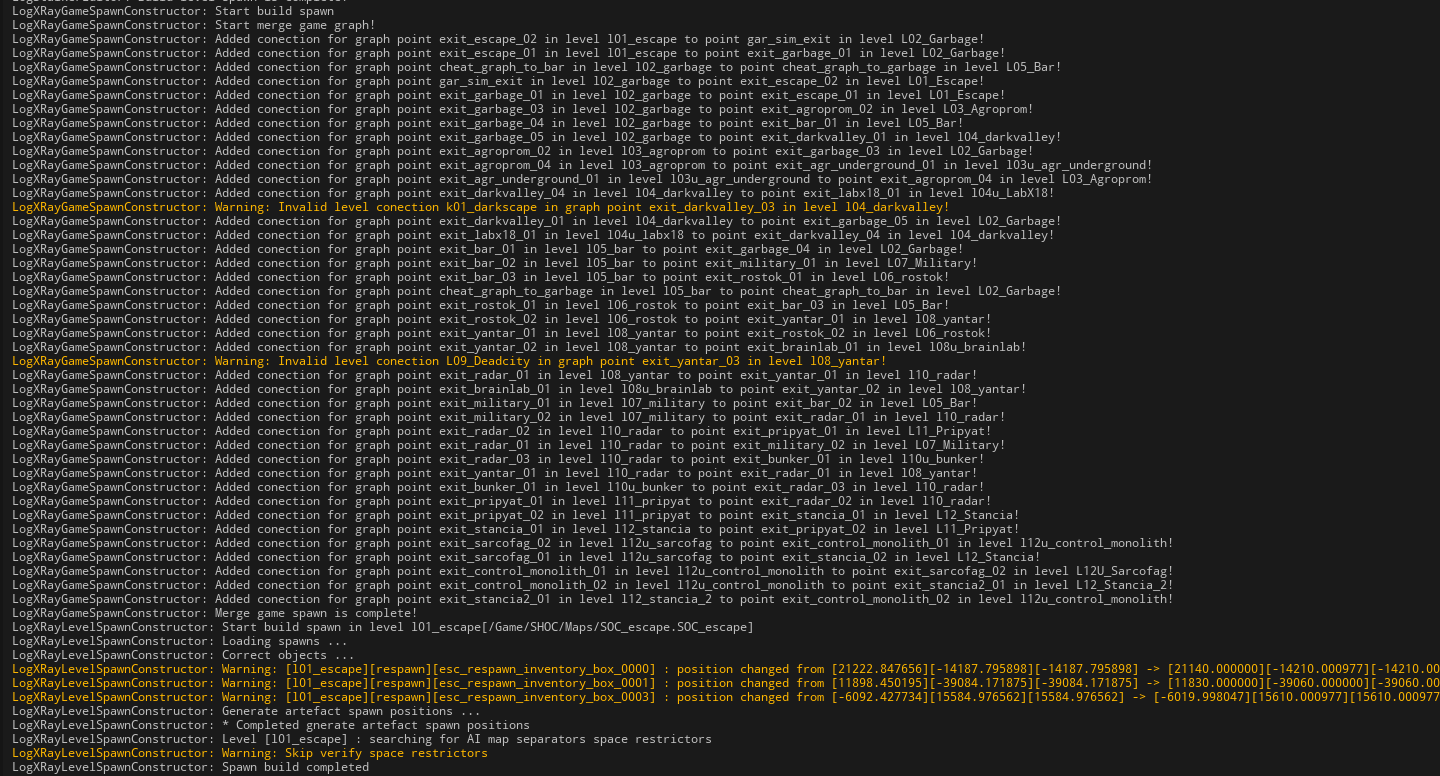 LogXRayGameSpawnConstructor: Start build spawn
LogXRayGameSpawnConstructor: Start merge game graph!
LogXRayGameSpawnConstructor: Added conection for graph point exit_escape_02 in level l01_escape to point gar_sim_exit in level L02_Garbage!
LogXRayGameSpawnConstructor: Added conection for graph point exit_escape_01 in level l01_escape to point exit_garbage_01 in level L02_Garbage!
LogXRayGameSpawnConstructor: Added conection for graph point cheat_graph_to_bar in level l02_garbage to point cheat_graph_to_garbage in level L05_Bar!
LogXRayGameSpawnConstructor: Added conection for graph point gar_sim_exit in level l02_garbage to point exit_escape_02 in level L01_Escape!
LogXRayGameSpawnConstructor: Added conection for graph point exit_garbage_01 in level l02_garbage to point exit_escape_01 in level L01_Escape!
LogXRayGameSpawnConstructor: Added conection for graph point exit_garbage_03 in level l02_garbage to point exit_agroprom_02 in level L03_Agroprom!
LogXRayGameSpawnConstructor: Added conection for graph point exit_garbage_04 in level l02_garbage to point exit_bar_01 in level L05_Bar!
LogXRayGameSpawnConstructor: Added conection for graph point exit_garbage_05 in level l02_garbage to point exit_darkvalley_01 in level l04_darkvalley!
LogXRayGameSpawnConstructor: Added conection for graph point exit_agroprom_02 in level l03_agroprom to point exit_garbage_03 in level L02_Garbage!
LogXRayGameSpawnConstructor: Added conection for graph point exit_agroprom_04 in level l03_agroprom to point exit_agr_underground_01 in level l03u_agr_underground!
LogXRayGameSpawnConstructor: Added conection for graph point exit_agr_underground_01 in level l03u_agr_underground to point exit_agroprom_04 in level L03_Agroprom!
LogXRayGameSpawnConstructor: Added conection for graph point exit_darkvalley_04 in level l04_darkvalley to point exit_labx18_01 in level l04u_LabX18!
LogXRayGameSpawnConstructor: Warning: Invalid level conection k01_darkscape in graph point exit_darkvalley_03 in level l04_darkvalley!
LogXRayGameSpawnConstructor: Added conection for graph point exit_darkvalley_01 in level l04_darkvalley to point exit_garbage_05 in level L02_Garbage!
LogXRayGameSpawnConstructor: Added conection for graph point exit_labx18_01 in level l04u_labx18 to point exit_darkvalley_04 in level l04_darkvalley!
LogXRayGameSpawnConstructor: Added conection for graph point exit_bar_01 in level l05_bar to point exit_garbage_04 in level L02_Garbage!
LogXRayGameSpawnConstructor: Added conection for graph point exit_bar_02 in level l05_bar to point exit_military_01 in level L07_Military!
LogXRayGameSpawnConstructor: Added conection for graph point exit_bar_03 in level l05_bar to point exit_rostok_01 in level L06_rostok!
LogXRayGameSpawnConstructor: Added conection for graph point cheat_graph_to_garbage in level l05_bar to point cheat_graph_to_bar in level L02_Garbage!
LogXRayGameSpawnConstructor: Added conection for graph point exit_rostok_01 in level l06_rostok to point exit_bar_03 in level L05_Bar!
LogXRayGameSpawnConstructor: Added conection for graph point exit_rostok_02 in level l06_rostok to point exit_yantar_01 in level l08_yantar!
LogXRayGameSpawnConstructor: Added conection for graph point exit_yantar_01 in level l08_yantar to point exit_rostok_02 in level L06_rostok!
LogXRayGameSpawnConstructor: Added conection for graph point exit_yantar_02 in level l08_yantar to point exit_brainlab_01 in level l08u_brainlab!
LogXRayGameSpawnConstructor: Warning: Invalid level conection L09_Deadcity in graph point exit_yantar_03 in level l08_yantar!
LogXRayGameSpawnConstructor: Added conection for graph point exit_radar_01 in level l08_yantar to point exit_yantar_01 in level l10_radar!
LogXRayGameSpawnConstructor: Added conection for graph point exit_brainlab_01 in level l08u_brainlab to point exit_yantar_02 in level l08_yantar!
LogXRayGameSpawnConstructor: Added conection for graph point exit_military_01 in level l07_military to point exit_bar_02 in level L05_Bar!
LogXRayGameSpawnConstructor: Added conection for graph point exit_military_02 in level l07_military to point exit_radar_01 in level l10_radar!
LogXRayGameSpawnConstructor: Added conection for graph point exit_radar_02 in level l10_radar to point exit_pripyat_01 in level L11_Pripyat!
LogXRayGameSpawnConstructor: Added conection for graph point exit_radar_01 in level l10_radar to point exit_military_02 in level L07_Military!
LogXRayGameSpawnConstructor: Added conection for graph point exit_radar_03 in level l10_radar to point exit_bunker_01 in level l10u_bunker!
LogXRayGameSpawnConstructor: Added conection for graph point exit_yantar_01 in level l10_radar to point exit_radar_01 in level l08_yantar!
LogXRayGameSpawnConstructor: Added conection for graph point exit_bunker_01 in level l10u_bunker to point exit_radar_03 in level l10_radar!
LogXRayGameSpawnConstructor: Added conection for graph point exit_pripyat_01 in level l11_pripyat to point exit_radar_02 in level l10_radar!
LogXRayGameSpawnConstructor: Added conection for graph point exit_pripyat_02 in level l11_pripyat to point exit_stancia_01 in level L12_Stancia!
LogXRayGameSpawnConstructor: Added conection for graph point exit_stancia_01 in level l12_stancia to point exit_pripyat_02 in level L11_Pripyat!
LogXRayGameSpawnConstructor: Added conection for graph point exit_sarcofag_02 in level l12u_sarcofag to point exit_control_monolith_01 in level l12u_control_monolith!
LogXRayGameSpawnConstructor: Added conection for graph point exit_sarcofag_01 in level l12u_sarcofag to point exit_stancia_02 in level L12_Stancia!
LogXRayGameSpawnConstructor: Added conection for graph point exit_control_monolith_01 in level l12u_control_monolith to point exit_sarcofag_02 in level L12U_Sarcofag!
LogXRayGameSpawnConstructor: Added conection for graph point exit_control_monolith_02 in level l12u_control_monolith to point exit_stancia2_01 in level L12_Stancia_2!
LogXRayGameSpawnConstructor: Added conection for graph point exit_stancia2_01 in level l12_stancia_2 to point exit_control_monolith_02 in level l12u_control_monolith!
LogXRayGameSpawnConstructor: Merge game spawn is complete!
LogXRayLevelSpawnConstructor: Start build spawn in level l01_escape[/Game/SHOC/Maps/SOC_escape.SOC_escape]
LogXRayLevelSpawnConstructor: Loading spawns ...
LogXRayLevelSpawnConstructor: Correct objects ...
LogXRayLevelSpawnConstructor: Warning: [l01_escape][respawn][esc_respawn_inventory_box_0000] : position changed from [21222.847656][-14187.795898][-14187.795898] -> [21140.000000][-14210.000977][-14210.00
LogXRayLevelSpawnConstructor: Warning: [l01_escape][respawn][esc_respawn_inventory_box_0001] : position changed from [11898.450195][-39084.171875][-39084.171875] -> [11830.000000][-39060.000000][-39060.00
LogXRayLevelSpawnConstructor: Warning: [l01_escape][respawn][esc_respawn_inventory_box_0003] : position changed from [-6092.427734][15584.976562][15584.976562] -> [-6019.998047][15610.000977][15610.000977
LogXRayLevelSpawnConstructor: Generate artefact spawn positions ...
LogXRayLevelSpawnConstructor: * Completed gnerate artefact spawn positions
LogXRayLevelSpawnConstructor: Level [l01_escape] : searching for AI map separators space restrictors
LogXRayLevelSpawnConstructor: Warning: Skip verify space restrictors
LogXRayLevelSpawnConstructor: Spawn build completed